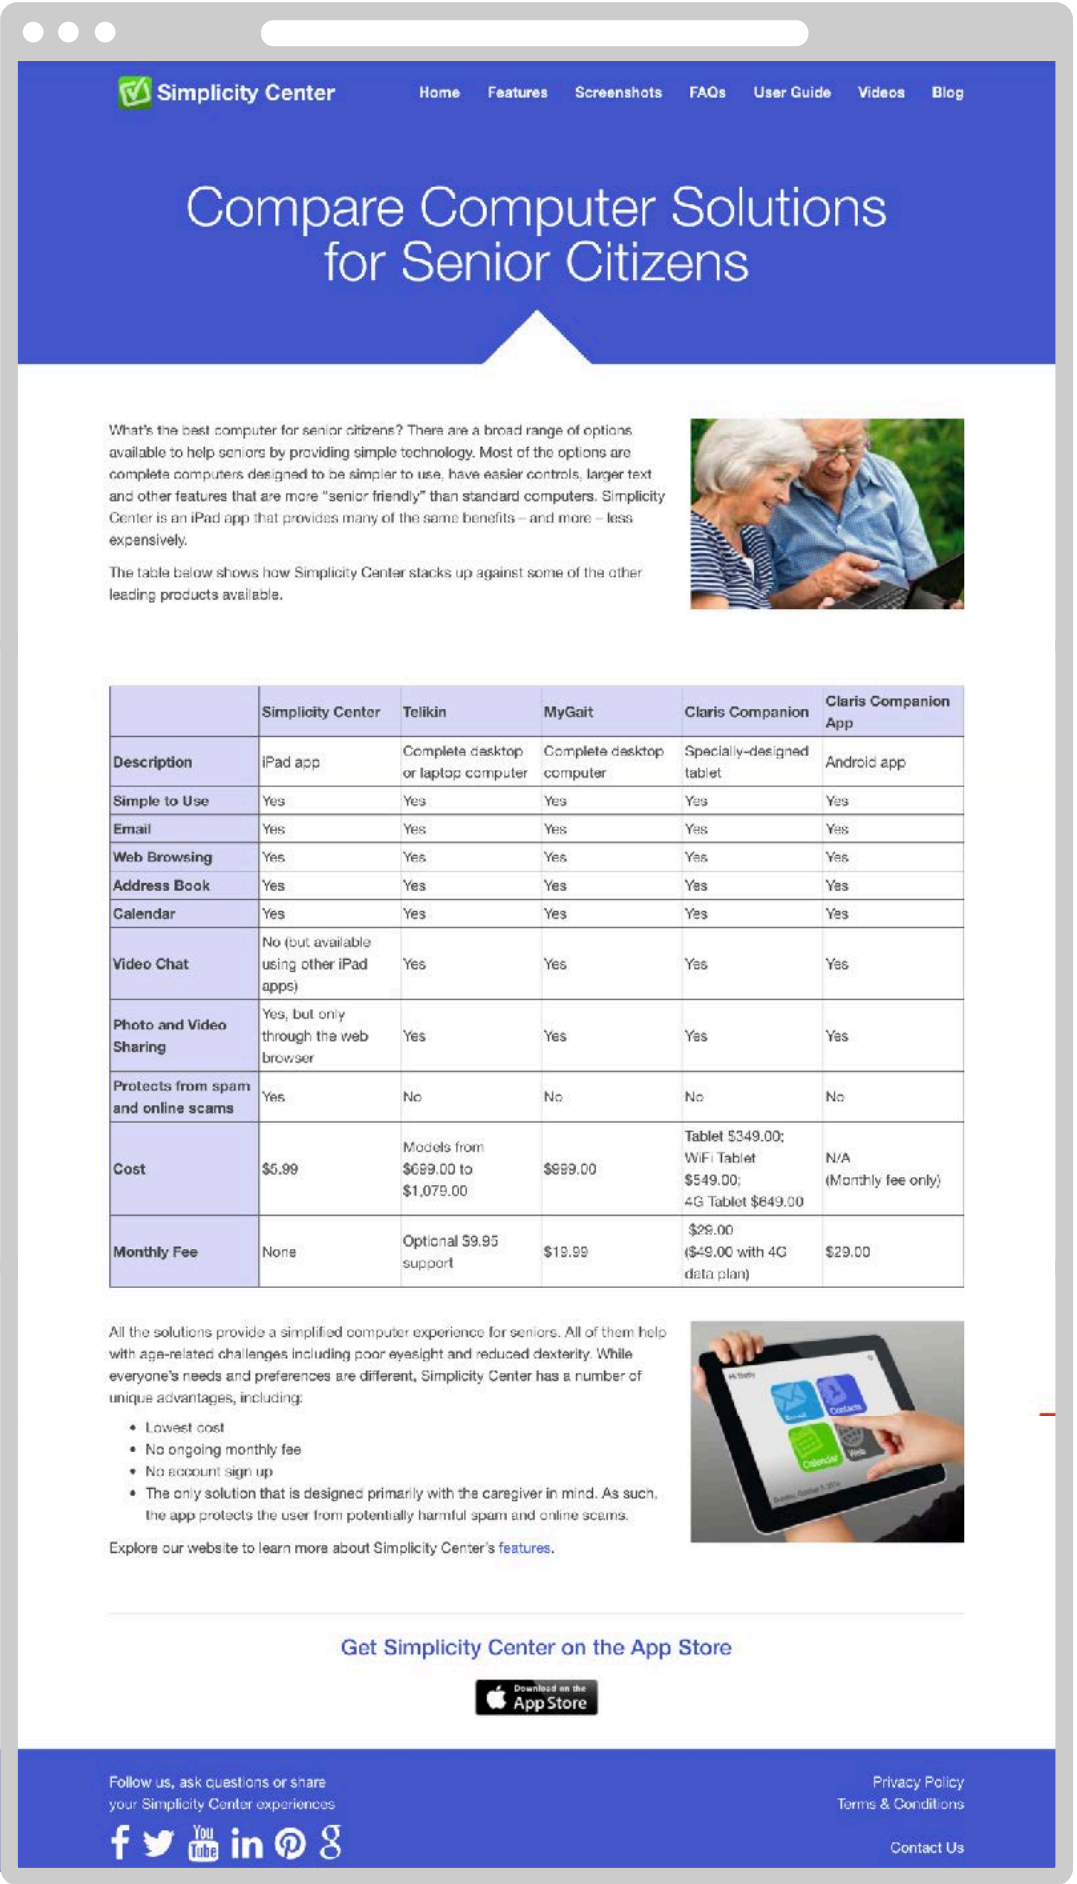 Simplicity Center
Home Features Screenshots FAQs User Guide Videos Blog
Compare Computer Solutions
for Senior Citizens
What's the best computer for senior citizens? There are a broad range of options
available to help seniors by providing simple technology. Most of the options are
complete computers designed to be simpler to use, have easier controls, larger text
and other features that are more "senior friendly" than standard computers. Simplicity
Center is an iPad app that provides many of the same benefits – and more – less
expensively.
The table below shows how Simplicity Center stacks up against some of the other
leading products available.
Simplicity Center Telikin MyGait Claris Companion Claris Companion
App
Description iPad app Complete desktop
or laptop computer Complete desktop
computer Specially-designed
tablet Android app
Simple to Use Yes Yes Yes Yes Yes
Email Yes Yes Yes Yes Yes
Web Browsing Yes Yes Yes Yes Yes
Address Book Yes Yes Yes Yes Yes
Calendar Yes Yes Yes Yes Yes
Video Chat No (but available
using other iPad
apps) Yes Yes Yes Yes
Photo and Video
Sharing Yes, but only
through the web
browser Yes Yes Yes Yes
Protects from spam
and online scams Yes No No No No
Cost $5.99 Models from
$699.00 to
$1,079.00 $999.00 Tablet $349.00;
WiFi Tablet
$549.00;
4G Tablet $649.00 N/A
(Monthly fee only)
Monthly Fee None Optional $9.95
support $19.99 $29.00
($49.00 with 4G
data plan) $29.00
All the solutions provide a simplified computer experience for seniors. All of them help
with age-related challenges including poor eyesight and reduced dexterity. While
everyone's needs and preferences are different, Simplicity Center has a number of
unique advantages, including:
• Lowest cost
• No ongoing monthly fee
• No account sign up
• The only solution that is designed primarily with the caregiver in mind. As such,
the app protects the user from potentially harmful spam and online scams.
Explore our website to learn more about Simplicity Center's features.
Hi Betty
Email Contacts
Calendar Web
Get Simplicity Center on the App Store
Download on the
App Store
Follow us, ask questions or share
your Simplicity Center experiences
You
Tube
in
Privacy Policy
Terms & Conditions
Contact Us